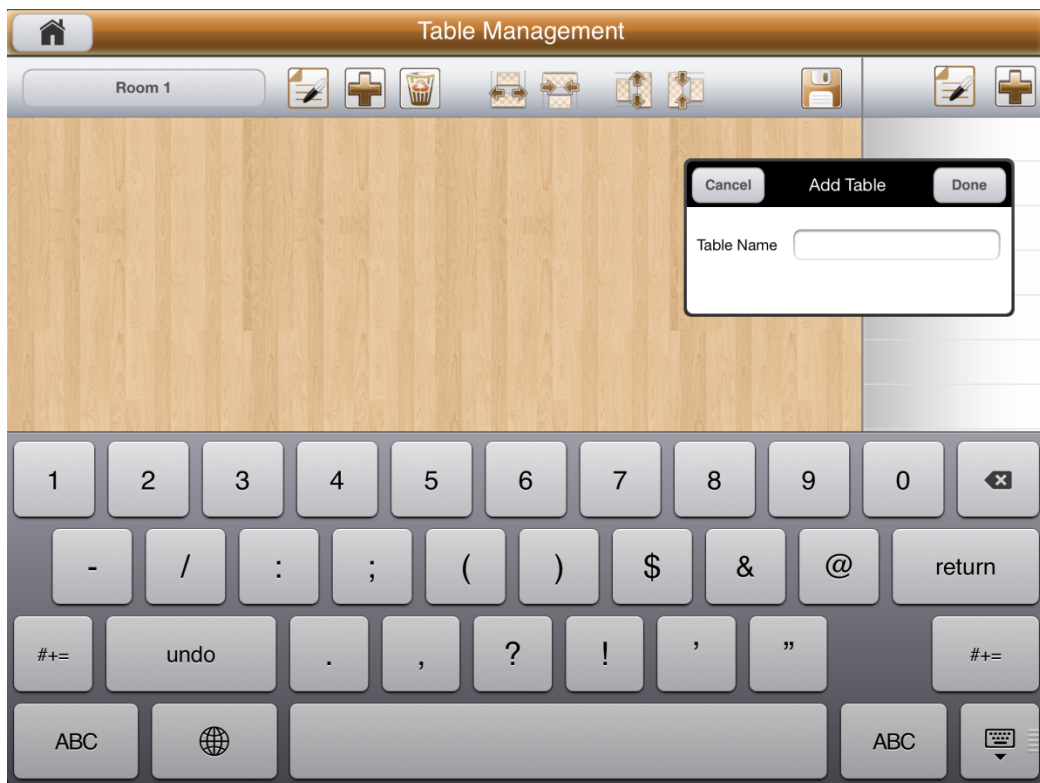 Table Management
Room 1
Cancel Add Table Done
Table Name
1 2 3 4 5 6 7 8 9 0
- / : ; ( ) $ & @ return
#+= undo . , ? ! ’ ” #+=
ABC ABC